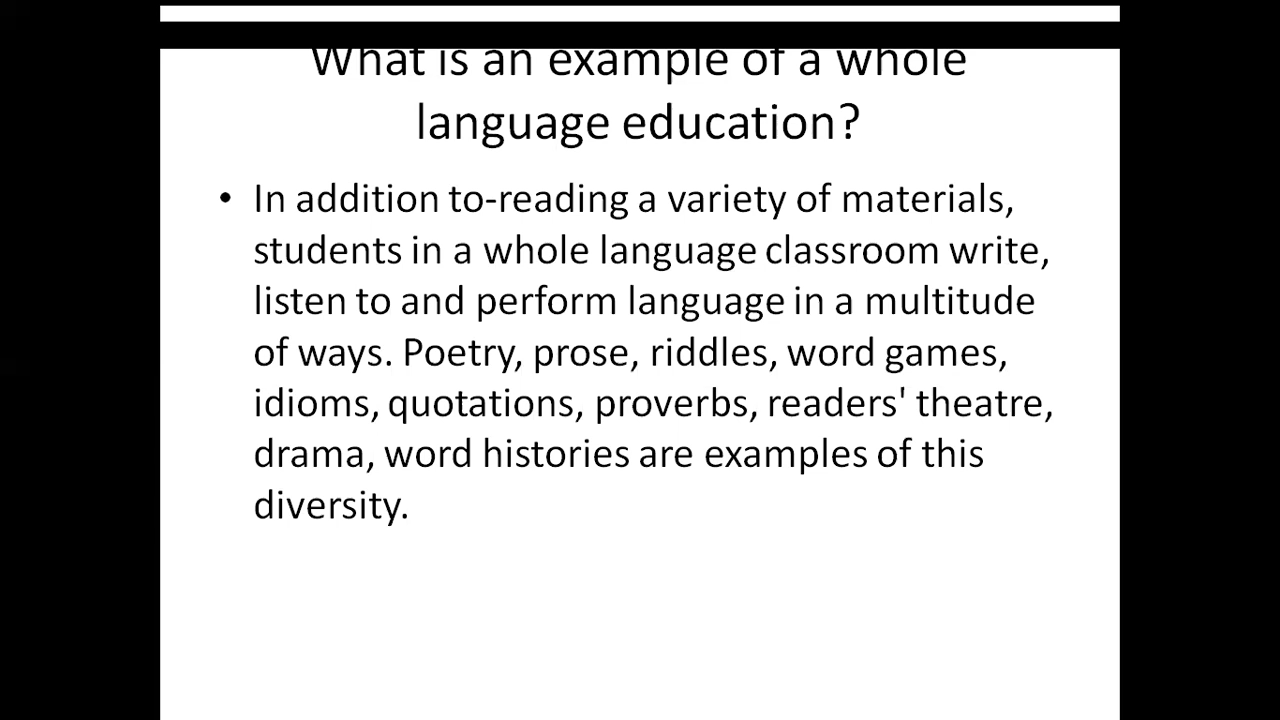 What is an example of a whole
language education?
• In addition to-reading a variety of materials,
students in a whole language classroom write,
listen to and perform language in a multitude
of ways. Poetry, prose, riddles, word games,
idioms, quotations, proverbs, readers' theatre,
drama, word histories are examples of this
diversity.